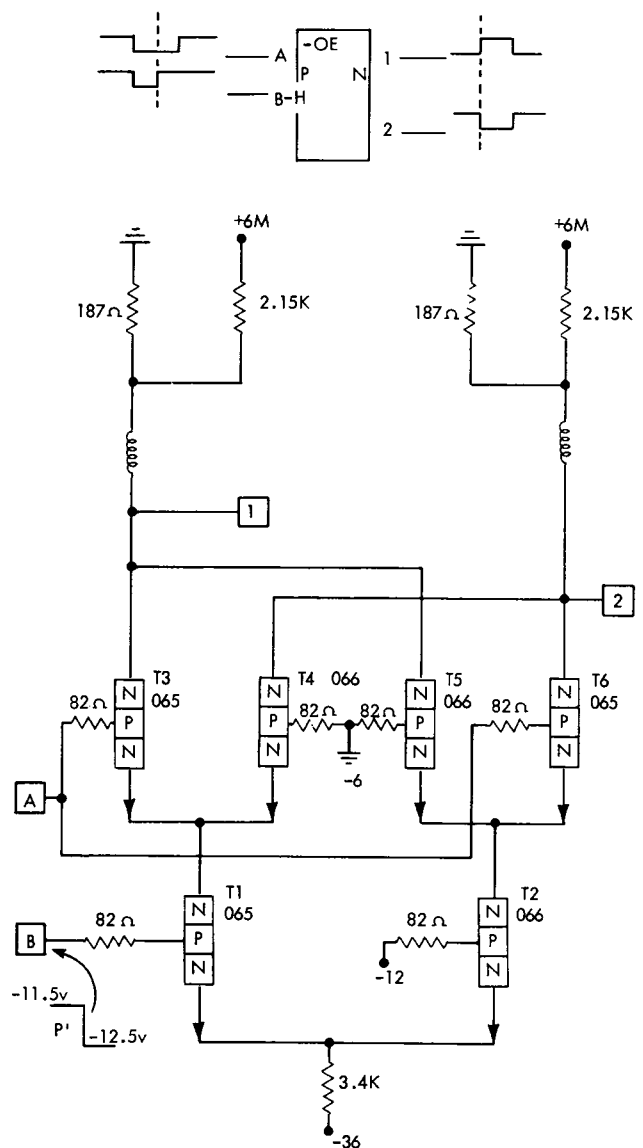 -OE
A P N 1
B-H
2
+6M +6M
187Ω 2.15K 187Ω 2.15K
1
2
T3 T4 066 T5 T6
065 066 065
82Ω N N 82Ω 82Ω N 82Ω N
P P P P
N N -6 N N
A
T1 T2
065 066
B 82Ω N 82Ω N
P P
N -12 N
-11.5v
P' -12.5v
3.4K
-36